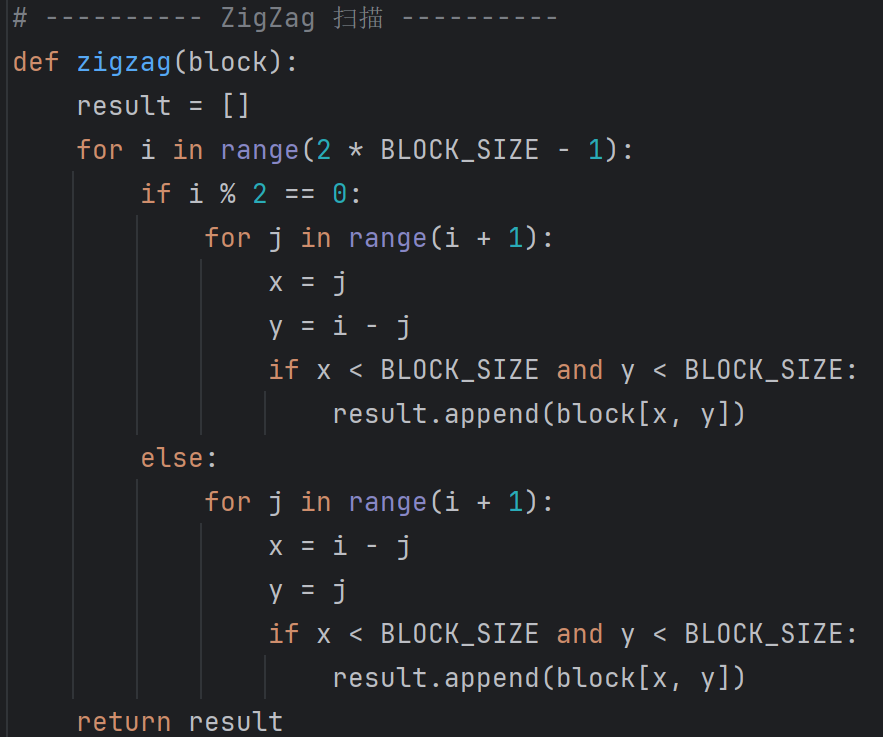 # ---------- ZigZag 扫描 ----------
def zigzag(block):
    result = []
    for i in range(2 * BLOCK_SIZE - 1):
        if i % 2 == 0:
            for j in range(i + 1):
                x = j
                y = i - j
                if x < BLOCK_SIZE and y < BLOCK_SIZE:
                    result.append(block[x, y])
        else:
            for j in range(i + 1):
                x = i - j
                y = j
                if x < BLOCK_SIZE and y < BLOCK_SIZE:
                    result.append(block[x, y])
    return result